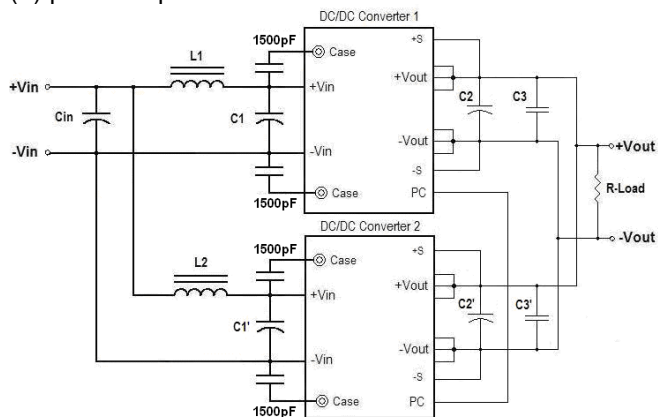 DC/DC Converter 1
1500pF
Case
+S
L1
+Vin
+Vin
+Vout
C2
C3
Cin
C1
-Vin
-Vin
-Vout
+Vout
-S
R-Load
Case
PC
1500pF
-Vout
DC/DC Converter 2
1500pF
Case
+S
L2
+Vin
+Vout
C1'
C2'
C3'
-Vin
-Vout
-S
Case
PC
1500pF